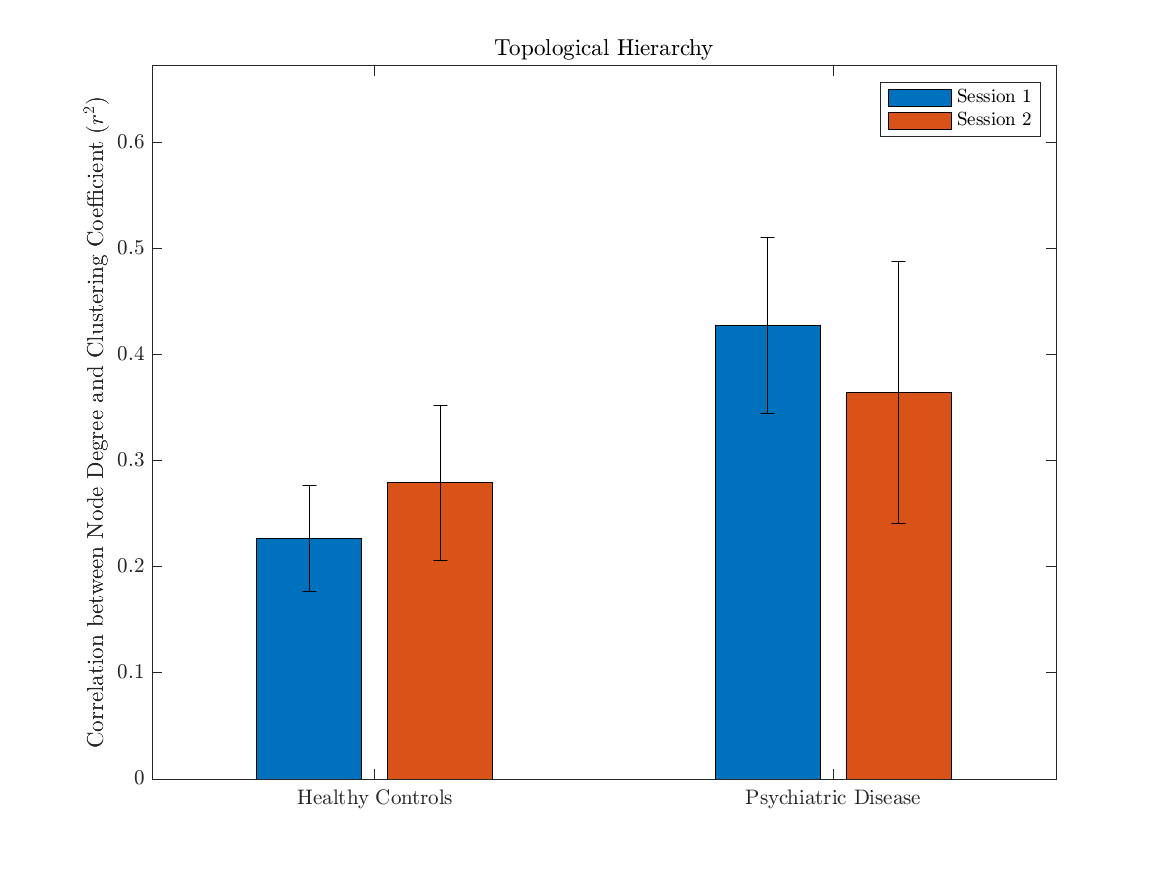 Topological Hierarchy
Correlation between Node Degree and Clustering Coefficient (r²)
Session 1
Session 2
0.6
0.5
0.4
0.3
0.2
0.1
0
Healthy Controls
Psychiatric Disease